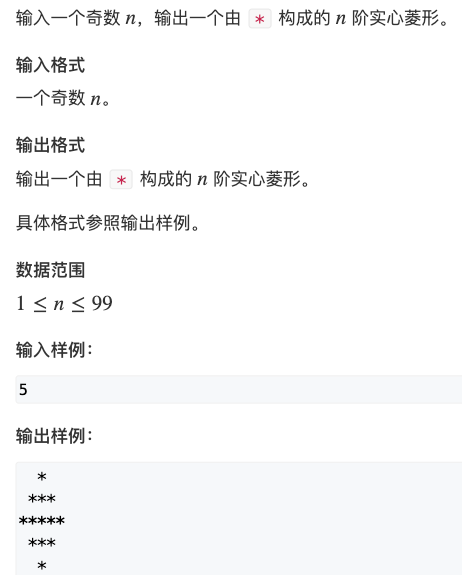 输入一个奇数 n，输出一个由 * 构成的 n 阶实心菱形。
输入格式
一个奇数 n。
输出格式
输出一个由 * 构成的 n 阶实心菱形。
具体格式参照输出样例。
数据范围
1 ≤ n ≤ 99
输入样例：
5
输出样例：
  *
 ***
*****
 ***
  *